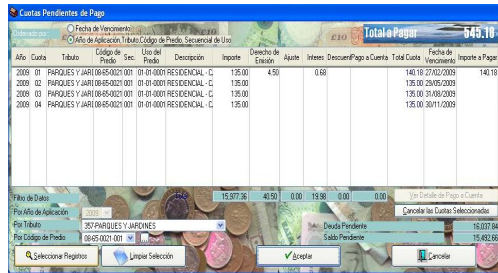 Cuotas Pendientes de Pago
Ordenado por:
Fecha de Vencimiento
Año de Aplicación,Tributo,Código de Predio, Secuencial de Uso
Total a Pagar 545.18
Año Cuota Tributo Código de Predio Sec. Uso del Predio Descripción Importe Derecho de Emisión Ajuste Interes Descuen Pago a Cuenta Total Cuota Fecha de Vencimiento Importe a Pagar
2009 01 PARQUES Y JARI 08-65-0021 001 01-01-0001 RESIDENCIAL - C. 135.00 4.50 0.68 140.18 27/02/2009 140.18
2009 02 PARQUES Y JARI 08-65-0021 001 01-01-0001 RESIDENCIAL - C. 135.00 135.00 29/05/2009
2009 03 PARQUES Y JARI 08-65-0021 001 01-01-0001 RESIDENCIAL - C. 135.00 135.00 31/08/2009
2009 04 PARQUES Y JARI 08-65-0021 001 01-01-0001 RESIDENCIAL - C. 135.00 135.00 30/11/2009
Filtro de Datos 15,977.36 40.50 0.00 19.98 0.00 0.00 Ver Detalle de Pago a Cuenta
Por Año de Aplicación 2009 Cancelar las Cuotas Seleccionadas
Por Tributo 357-PARQUES Y JARDINES Deuda Pendiente 16,037.84
Por Código de Predio 08-65-0021-001 ... Saldo Pendiente 15,492.66
Seleccionar Registros Limpiar Selección Aceptar Cancelar